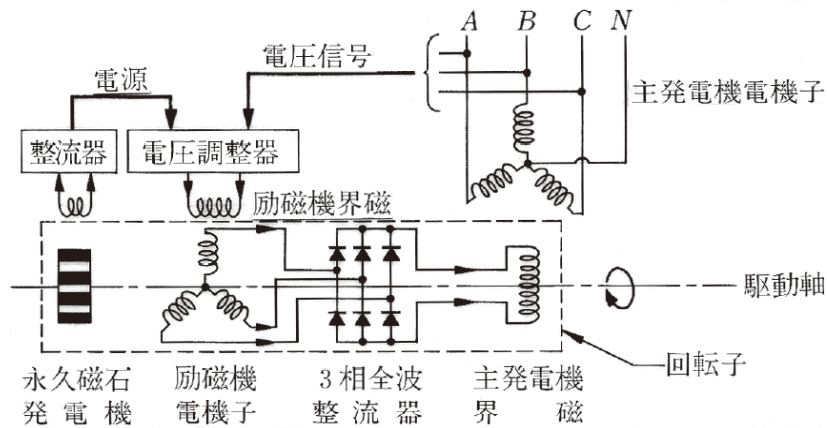 A B C N
電圧信号
電源
主発電機電機子
整流器
電圧調整器
励磁機界磁
駆動軸
回転子
永久磁石
発電機
励磁機
電機子
3相全波
整流器
主発電機
界磁